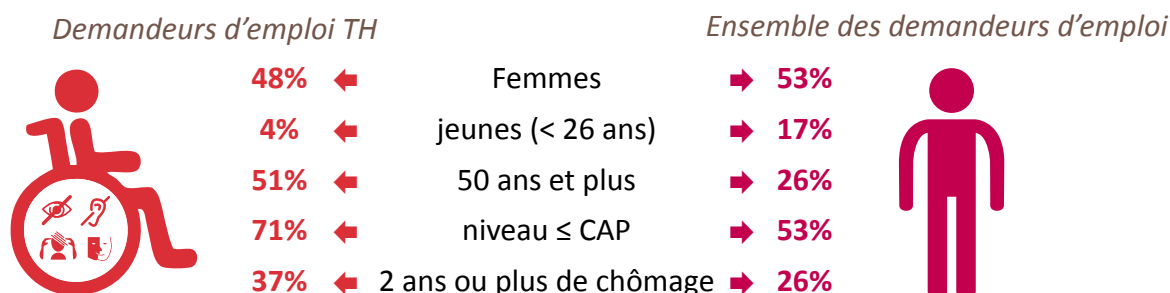 Demandeurs d’emploi TH Ensemble des demandeurs d’emploi
48% Femmes 53%
4% jeunes (< 26 ans) 17%
51% 50 ans et plus 26%
71% niveau ≤ CAP 53%
37% 2 ans ou plus de chômage 26%